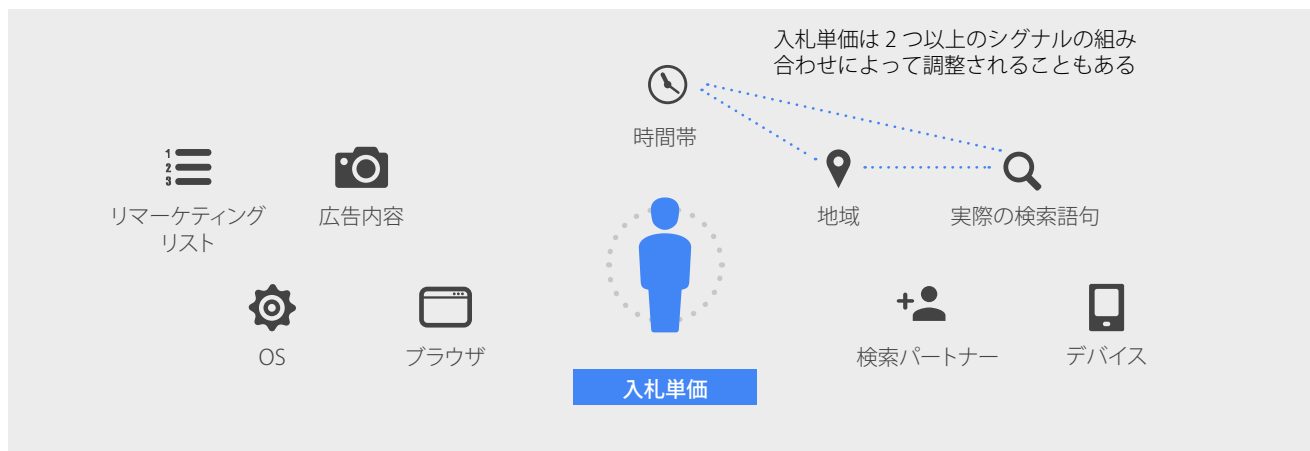 入札単価は 2 つ以上のシグナルの組み
合わせによって調整されることもある
時間帯
1
2
3
リマーケティング
リスト
広告内容
地域
実際の検索語句
OS
ブラウザ
検索パートナー
デバイス
入札単価